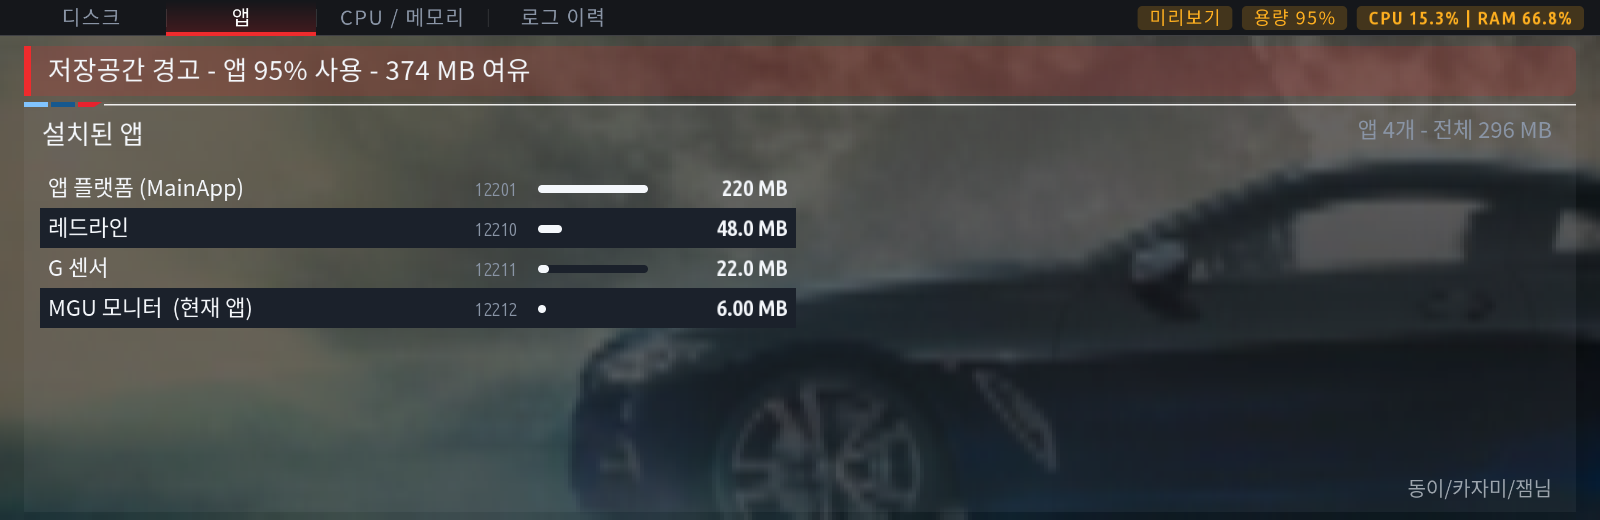 디스크 앱 CPU / 메모리 로그 이력 미리보기 용량 95% CPU 15.3% | RAM 66.8%
저장공간 경고 - 앱 95% 사용 - 374 MB 여유
설치된 앱 앱 4개 - 전체 296 MB
앱 플랫폼 (MainApp) 12201 220 MB
레드라인 12210 48.0 MB
G 센서 12211 22.0 MB
MGU 모니터 (현재 앱) 12212 6.00 MB
동이/카자미/잼님